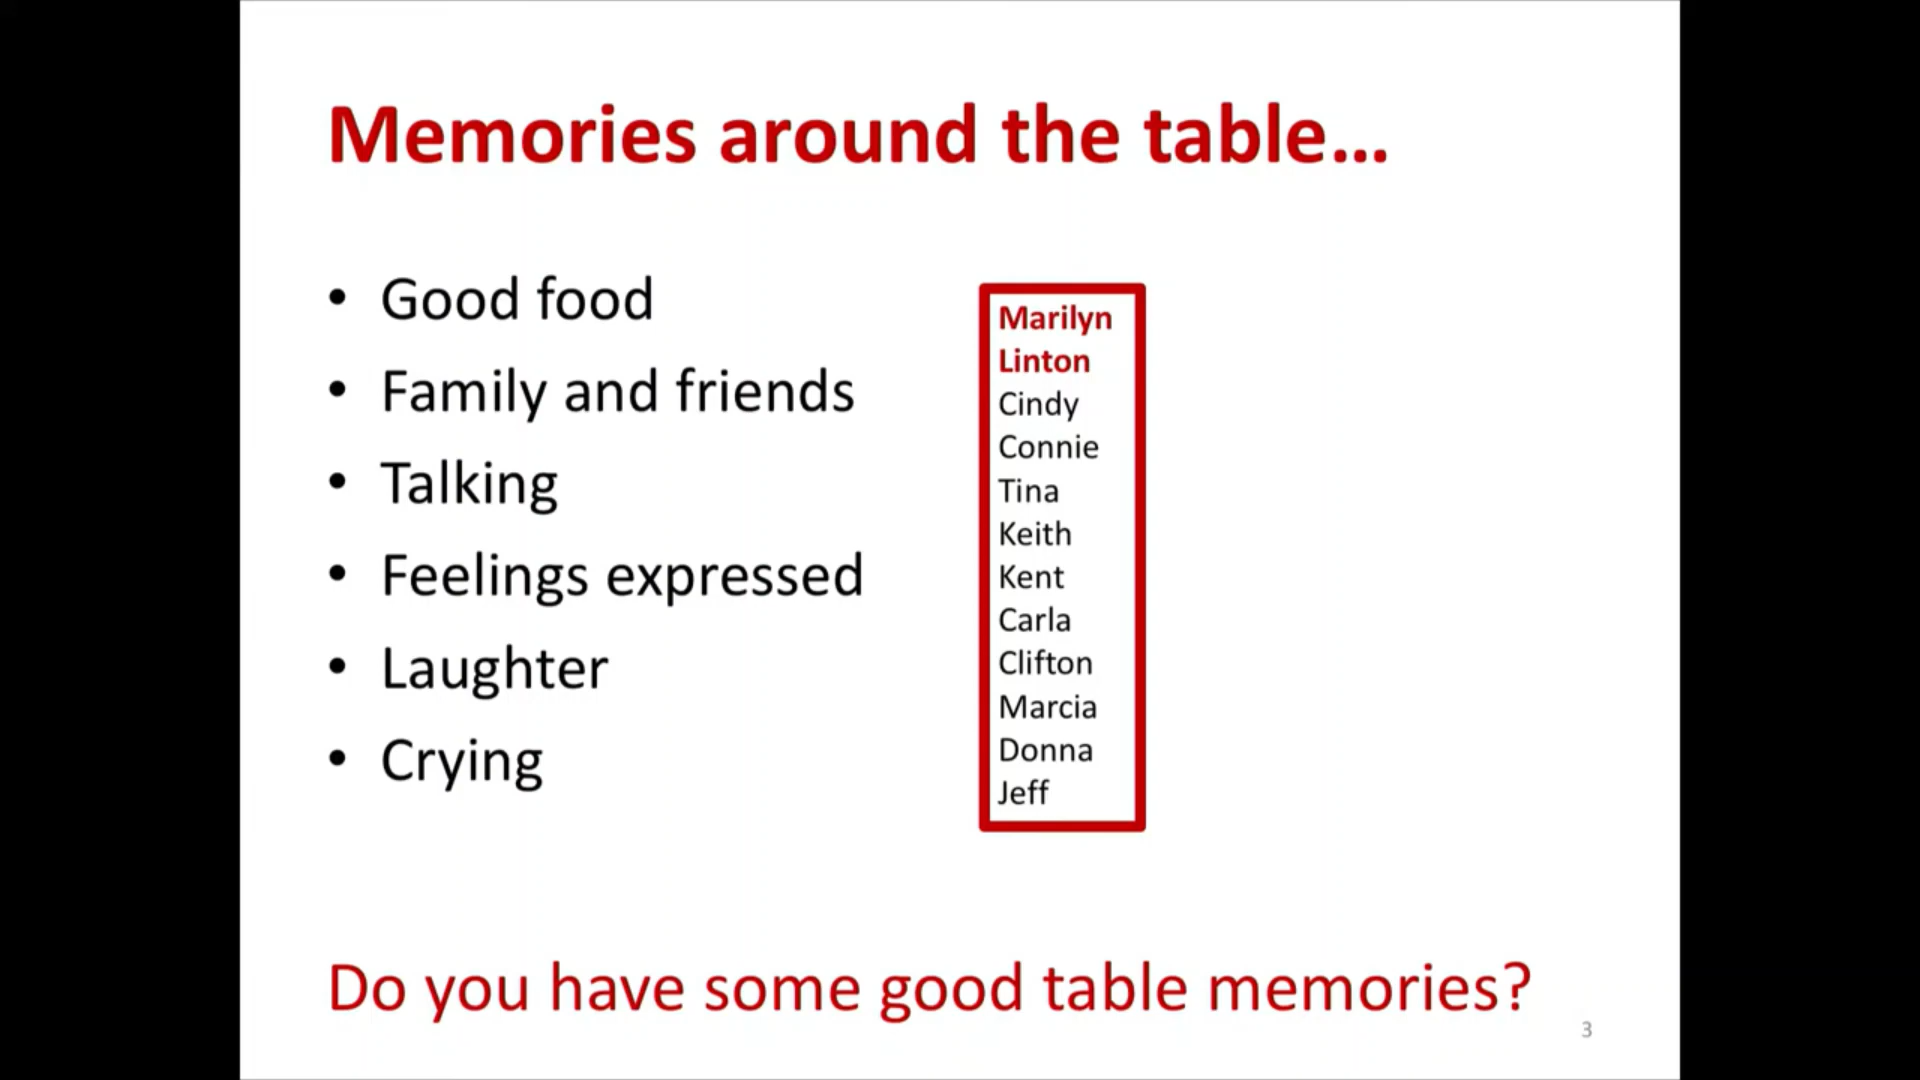 Memories around the table...
• Good food
• Family and friends
• Talking
• Feelings expressed
• Laughter
• Crying
Marilyn
Linton
Cindy
Connie
Tina
Keith
Kent
Carla
Clifton
Marcia
Donna
Jeff
Do you have some good table memories?
3